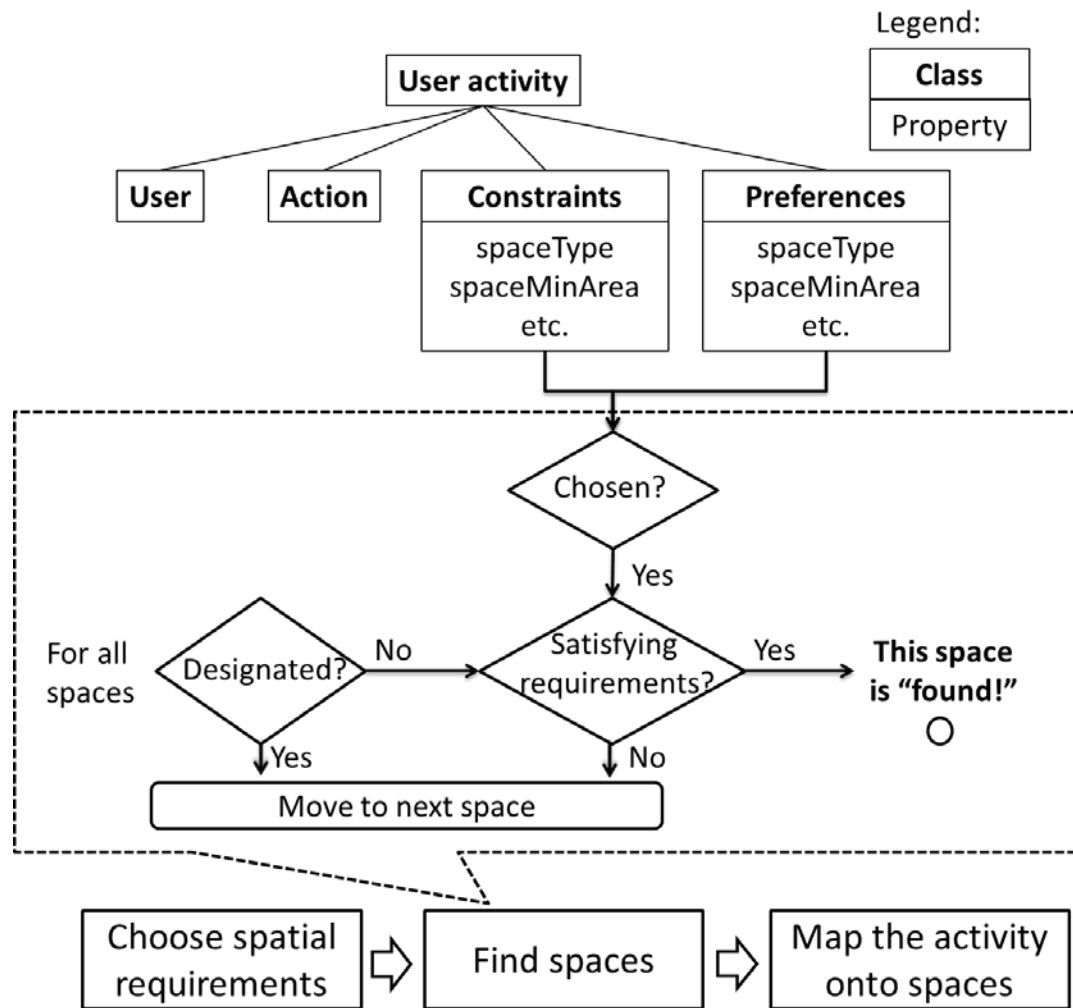 Legend:
Class
Property
User activity
User
Action
Constraints
spaceType
spaceMinArea
etc.
Preferences
spaceType
spaceMinArea
etc.
Chosen?
Yes
For all
spaces
Designated?
No
Satisfying
requirements?
Yes
This space
is “found!”
Yes
No
Move to next space
Choose spatial
requirements
Find spaces
Map the activity
onto spaces